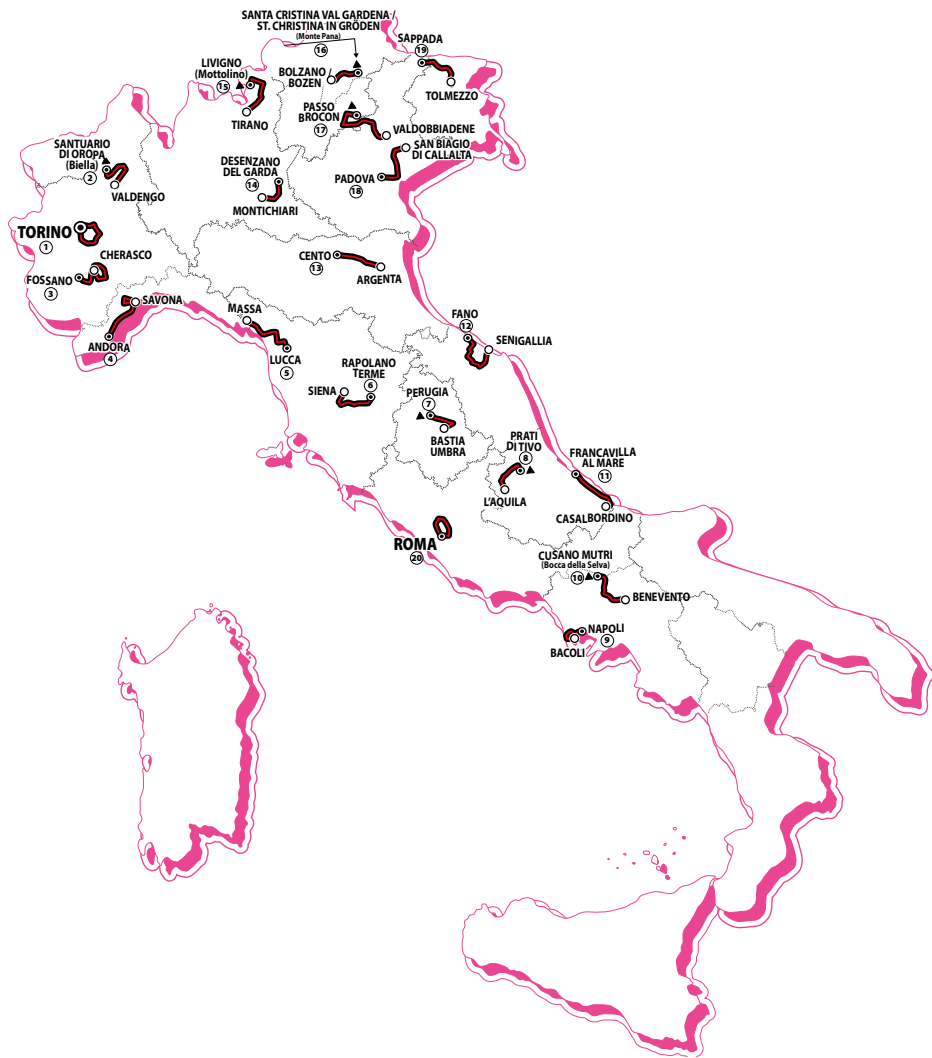 SANTA CRISTINA VAL GARDENA /
ST. CHRISTINA IN GRÖDEN
(Monte Pana)
16
SAPPADA
19
LIVIGNO
(Mottolino)
15
BOLZANO /
BOZEN
TOLMEZZO
TIRANO
PASSO
BROCON
17
VALDOBBIADENE
SANTUARIO
DI OROPA
(Biella)
2
VALDENGO
DESENZANO
DEL GARDA
14
MONTICHIARI
SAN BIAGIO
DI CALLALTA
PADOVA
18
TORINO
1
CHERASCO
FOSSANO
3
CENTO
13
ARGENTA
SAVONA
ANDORA
4
MASSA
LUCCA
5
FANO
12
SENIGALLIA
RAPOLANO
TERME
6
SIENA
PERUGIA
7
BASTIA
UMBRA
PRATI
DI TIVO
8
L'AQUILA
FRANCAVILLA
AL MARE
11
CASALBORDINO
ROMA
20
CUSANO MUTRI
(Bocca della Selva)
10
BENEVENTO
NAPOLI
9
BACOLI